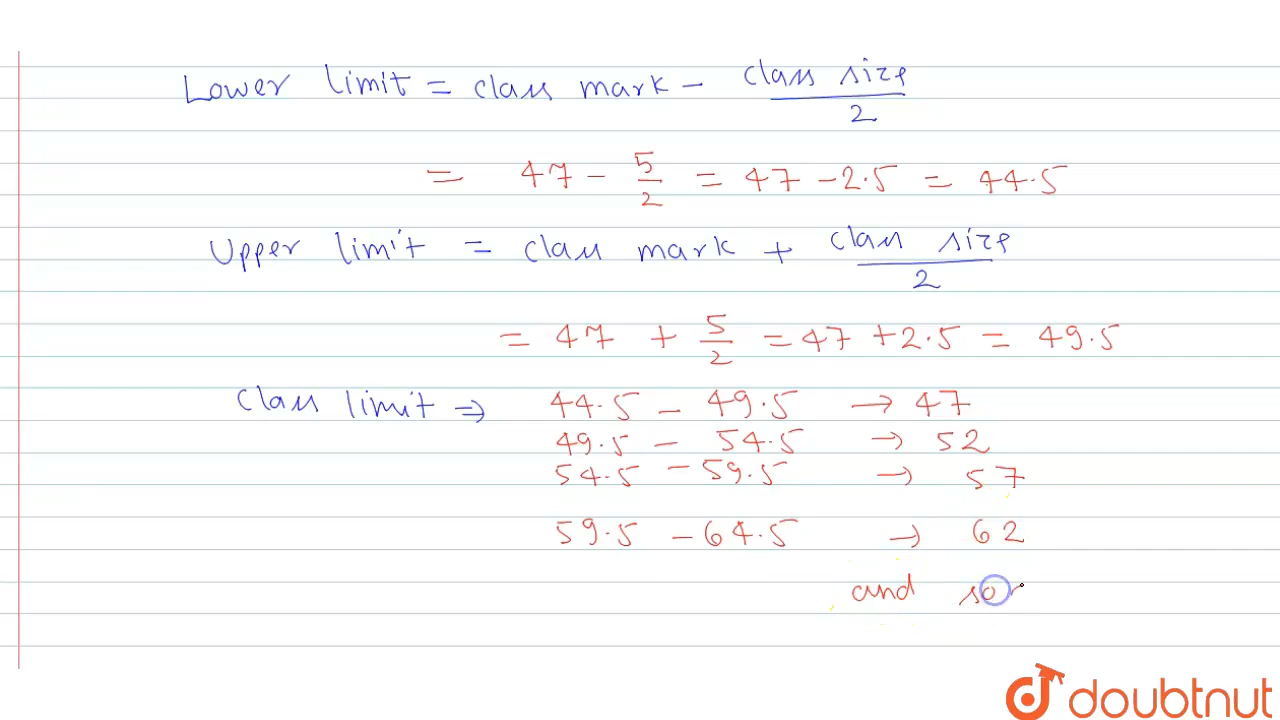 Lower limit = class mark - class size / 2
= 47 - 5/2 = 47 - 2.5 = 44.5
Upper limit = class mark + class size / 2
= 47 + 5/2 = 47 + 2.5 = 49.5
Class limit ⇒ 44.5 - 49.5 → 47
49.5 - 54.5 → 52
54.5 - 59.5 → 57
59.5 - 64.5 → 62
and so
doubtnut